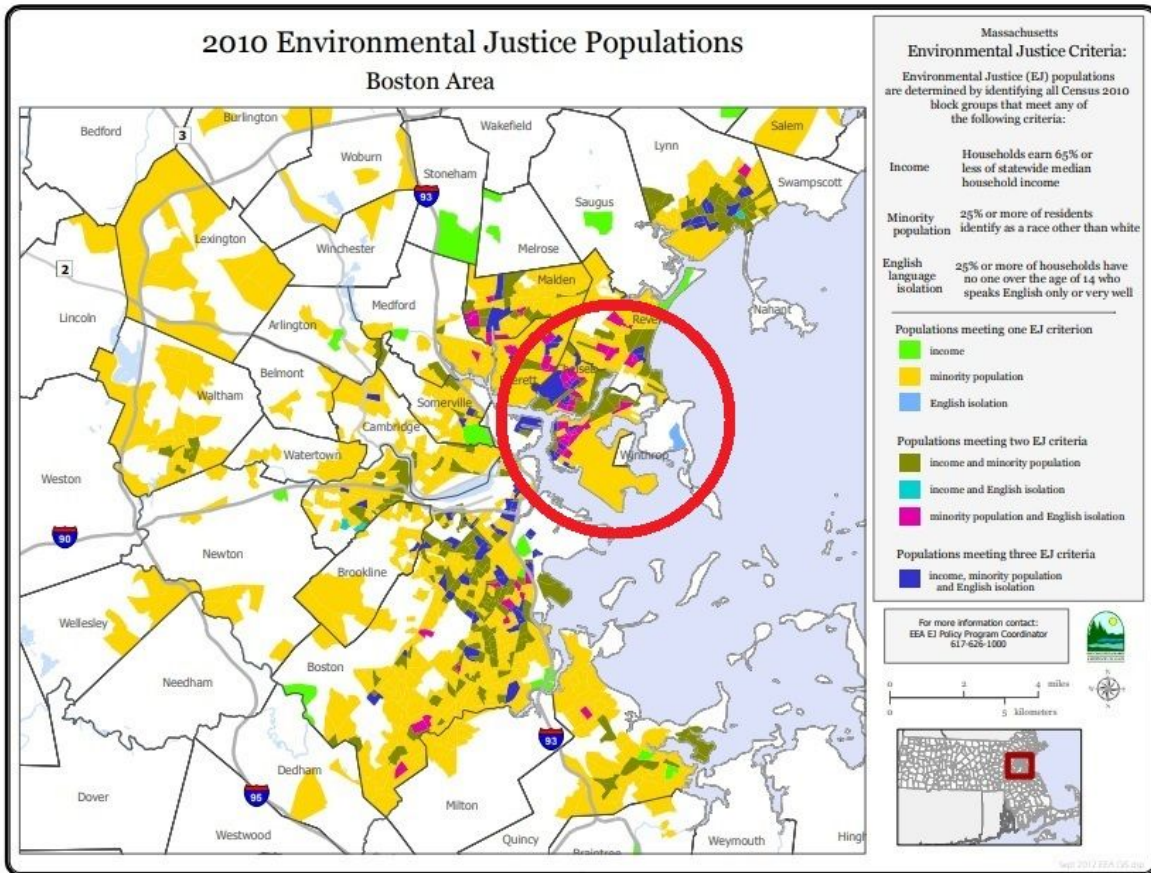 2010 Environmental Justice Populations
Boston Area
Massachusetts
Environmental Justice Criteria:
Environmental Justice (EJ) populations
are determined by identifying all Census 2010
block groups that meet any of
the following criteria:
Income
Households earn 65% or
less of statewide median
household income
Minority
population
25% or more of residents
identify as a race other than white
English
language
isolation
25% or more of households have
no one over the age of 14 who
speaks English only or very well
Populations meeting one EJ criterion
income
minority population
English isolation
Populations meeting two EJ criteria
income and minority population
income and English isolation
minority population and English isolation
Populations meeting three EJ criteria
income, minority population
and English isolation
For more information contact:
EEA EJ Policy Program Coordinator
617-626-1000
0 2 4 miles
0 5 kilometers
N
Bedford
3
Burlington
Wakefield
Lynn
Salem
Woburn
Stoneham
93
Swampscott
Saugus
Lexington
Winchester
Melrose
2
Malden
Medford
Nahant
Lincoln
Arlington
Revere
Belmont
Everett
Chelsea
Waltham
Somerville
Cambridge
Watertown
Winthrop
Weston
90
Newton
Brookline
Wellesley
Boston
Needham
93
Dedham
95
Dover
Milton
Westwood
Quincy
Weymouth
Braintree